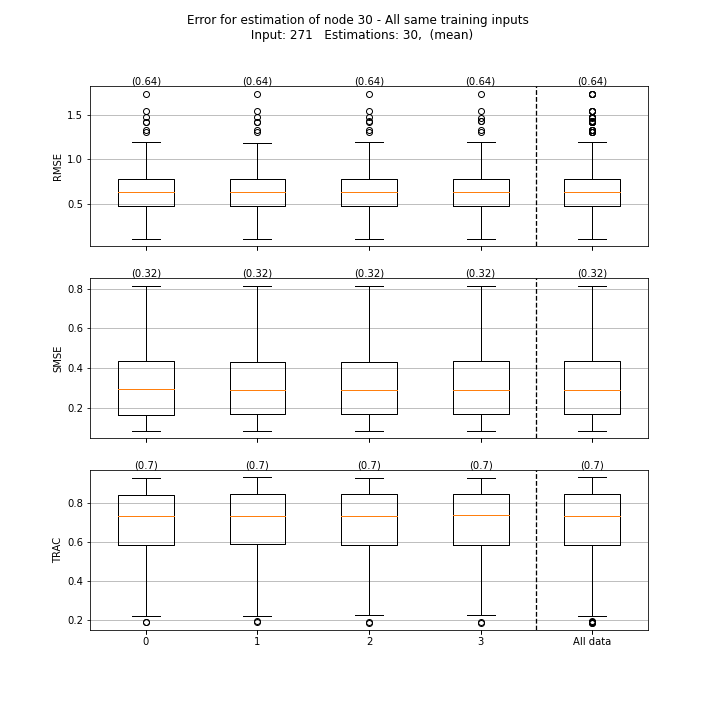 Error for estimation of node 30 - All same training inputs
Input: 271   Estimations: 30,  (mean)
(0.64) (0.64) (0.64) (0.64) (0.64)
1.5
1.0
0.5
RMSE
(0.32) (0.32) (0.32) (0.32) (0.32)
0.8
0.6
0.4
0.2
SMSE
(0.7) (0.7) (0.7) (0.7) (0.7)
0.8
0.6
0.4
0.2
TRAC
0 1 2 3 All data